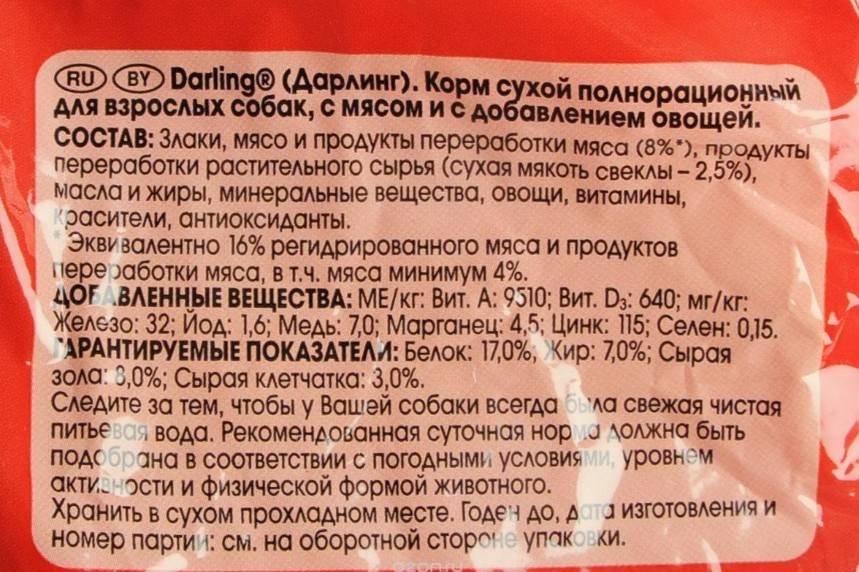 RU BY Darling® (Дарлинг). Корм сухой полнорационный
для взрослых собак, с мясом и с добавлением овощей.
СОСТАВ: Злаки, мясо и продукты переработки мяса (8%*), продукты
переработки растительного сырья (сухая мякоть свеклы – 2,5%),
масла и жиры, минеральные вещества, овощи, витамины,
красители, антиоксиданты.
* Эквивалентно 16% регидрированного мяса и продуктов
переработки мяса, в т.ч. мяса минимум 4%.
ДОБАВЛЕННЫЕ ВЕЩЕСТВА: МЕ/кг: Вит. А: 9510; Вит. D₃: 640; мг/кг:
Железо: 32; Йод: 1,6; Медь: 7,0; Марганец: 4,5; Цинк: 115; Селен: 0,15.
ГАРАНТИРУЕМЫЕ ПОКАЗАТЕЛИ: Белок: 17,0%; Жир: 7,0%; Сырая
зола: 8,0%; Сырая клетчатка: 3,0%.
Следите за тем, чтобы у Вашей собаки всегда была свежая чистая
питьевая вода. Рекомендованная суточная норма должна быть
подобрана в соответствии с погодными условиями, уровнем
активности и физической формой животного.
Хранить в сухом прохладном месте. Годен до, дата изготовления и
номер партии: см. на оборотной стороне упаковки.
ozon.ru